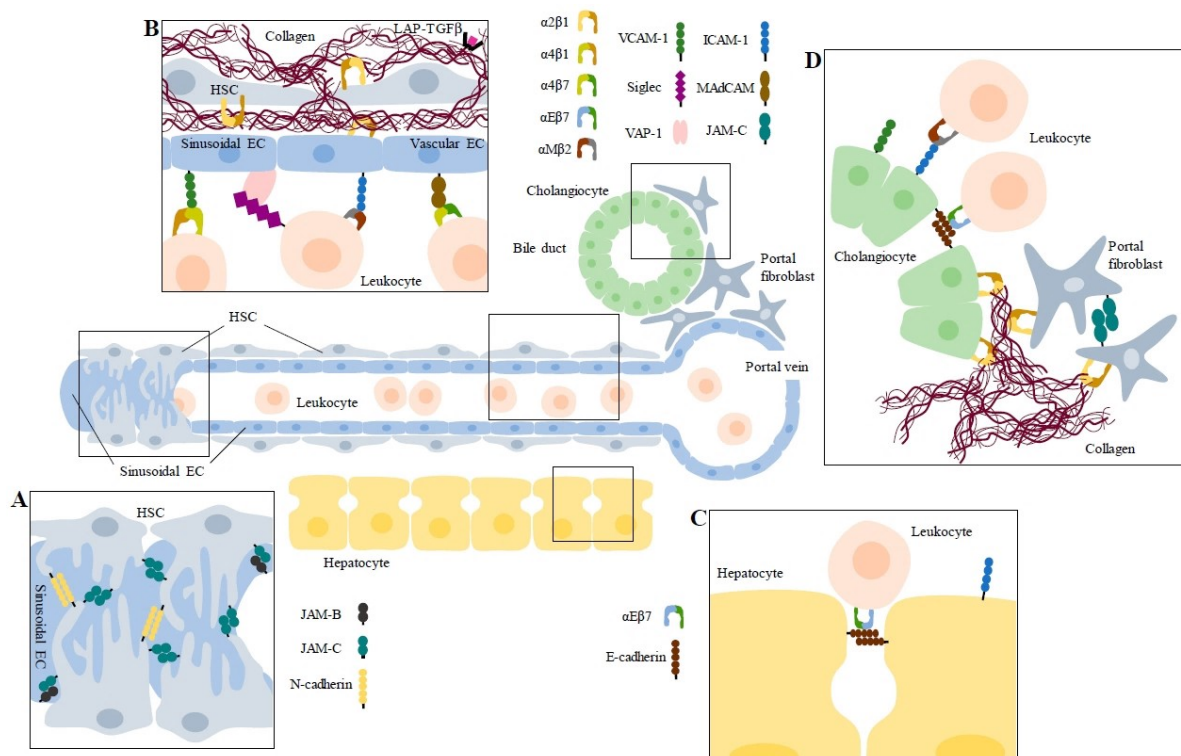 B
Collagen
LAP-TGFβ
HSC
Sinusoidal EC
Vascular EC
Leukocyte
α2β1
α4β1
α4β7
αEβ7
αMβ2
VCAM-1
Siglec
VAP-1
ICAM-1
MAdCAM
JAM-C
D
Leukocyte
Cholangiocyte
Portal
fibroblast
Collagen
Cholangiocyte
Bile duct
Portal
fibroblast
HSC
Portal vein
Leukocyte
Sinusoidal EC
A
HSC
Sinusoidal EC
Hepatocyte
JAM-B
JAM-C
N-cadherin
αEβ7
E-cadherin
C
Leukocyte
Hepatocyte